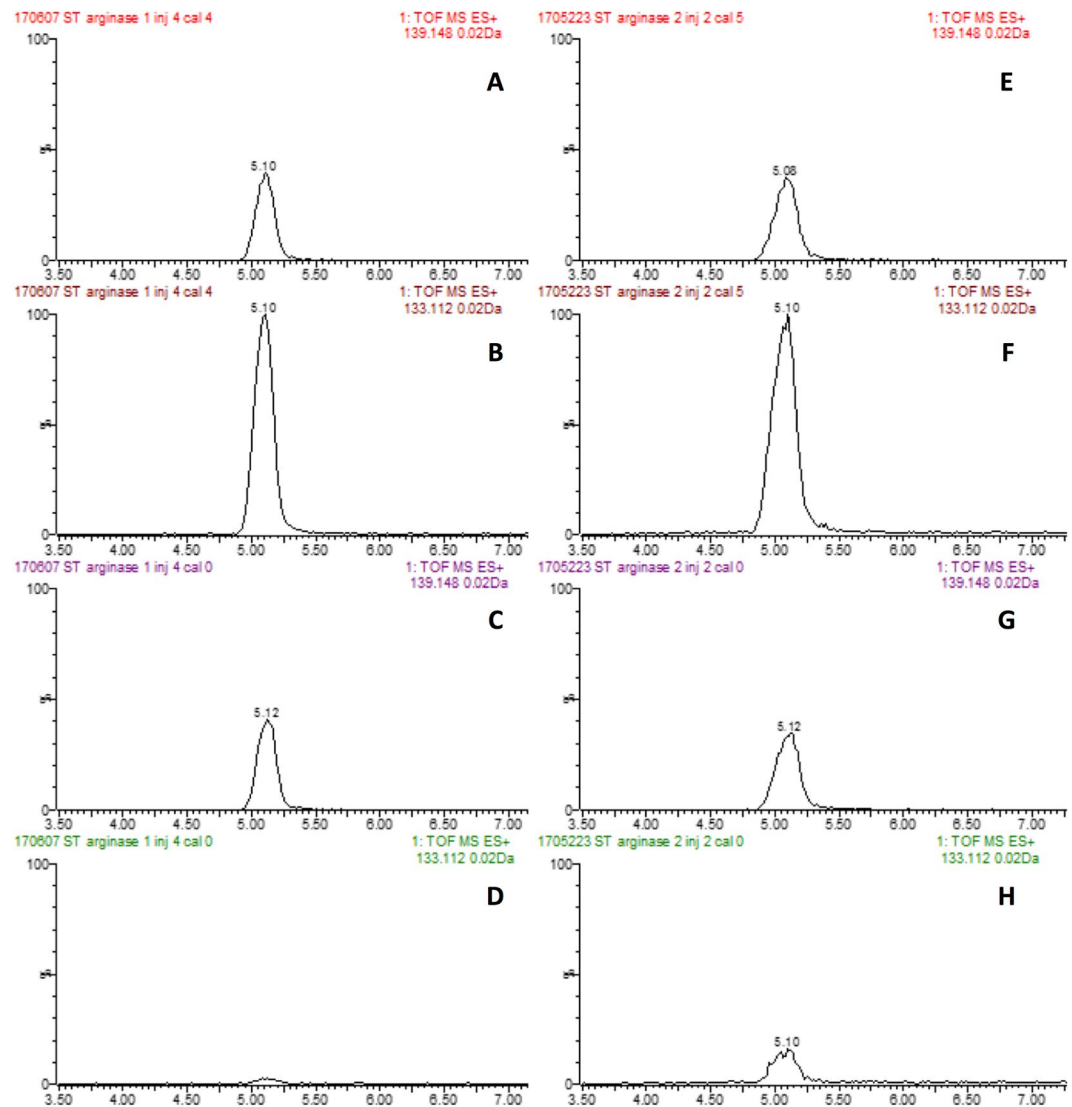 170607 ST arginase 1 inj 4 cal 4
1: TOF MS ES+
139.148 0.02Da
100
A
5.10
%
0
3.50 4.00 4.50 5.00 5.50 6.00 6.50 7.00
170607 ST arginase 1 inj 4 cal 4
1: TOF MS ES+
133.112 0.02Da
100
5.10
B
%
0
3.50 4.00 4.50 5.00 5.50 6.00 6.50 7.00
170607 ST arginase 1 inj 4 cal 0
1: TOF MS ES+
139.148 0.02Da
100
C
5.12
%
0
3.50 4.00 4.50 5.00 5.50 6.00 6.50 7.00
170607 ST arginase 1 inj 4 cal 0
1: TOF MS ES+
133.112 0.02Da
100
D
%
0
3.50 4.00 4.50 5.00 5.50 6.00 6.50 7.00
1705223 ST arginase 2 inj 2 cal 5
1: TOF MS ES+
139.148 0.02Da
100
E
5.08
%
0
3.50 4.00 4.50 5.00 5.50 6.00 6.50 7.00
1705223 ST arginase 2 inj 2 cal 5
1: TOF MS ES+
133.112 0.02Da
100
5.10
F
%
0
3.50 4.00 4.50 5.00 5.50 6.00 6.50 7.00
1705223 ST arginase 2 inj 2 cal 0
1: TOF MS ES+
139.148 0.02Da
100
G
5.12
%
0
3.50 4.00 4.50 5.00 5.50 6.00 6.50 7.00
1705223 ST arginase 2 inj 2 cal 0
1: TOF MS ES+
133.112 0.02Da
100
H
5.10
%
0
3.50 4.00 4.50 5.00 5.50 6.00 6.50 7.00